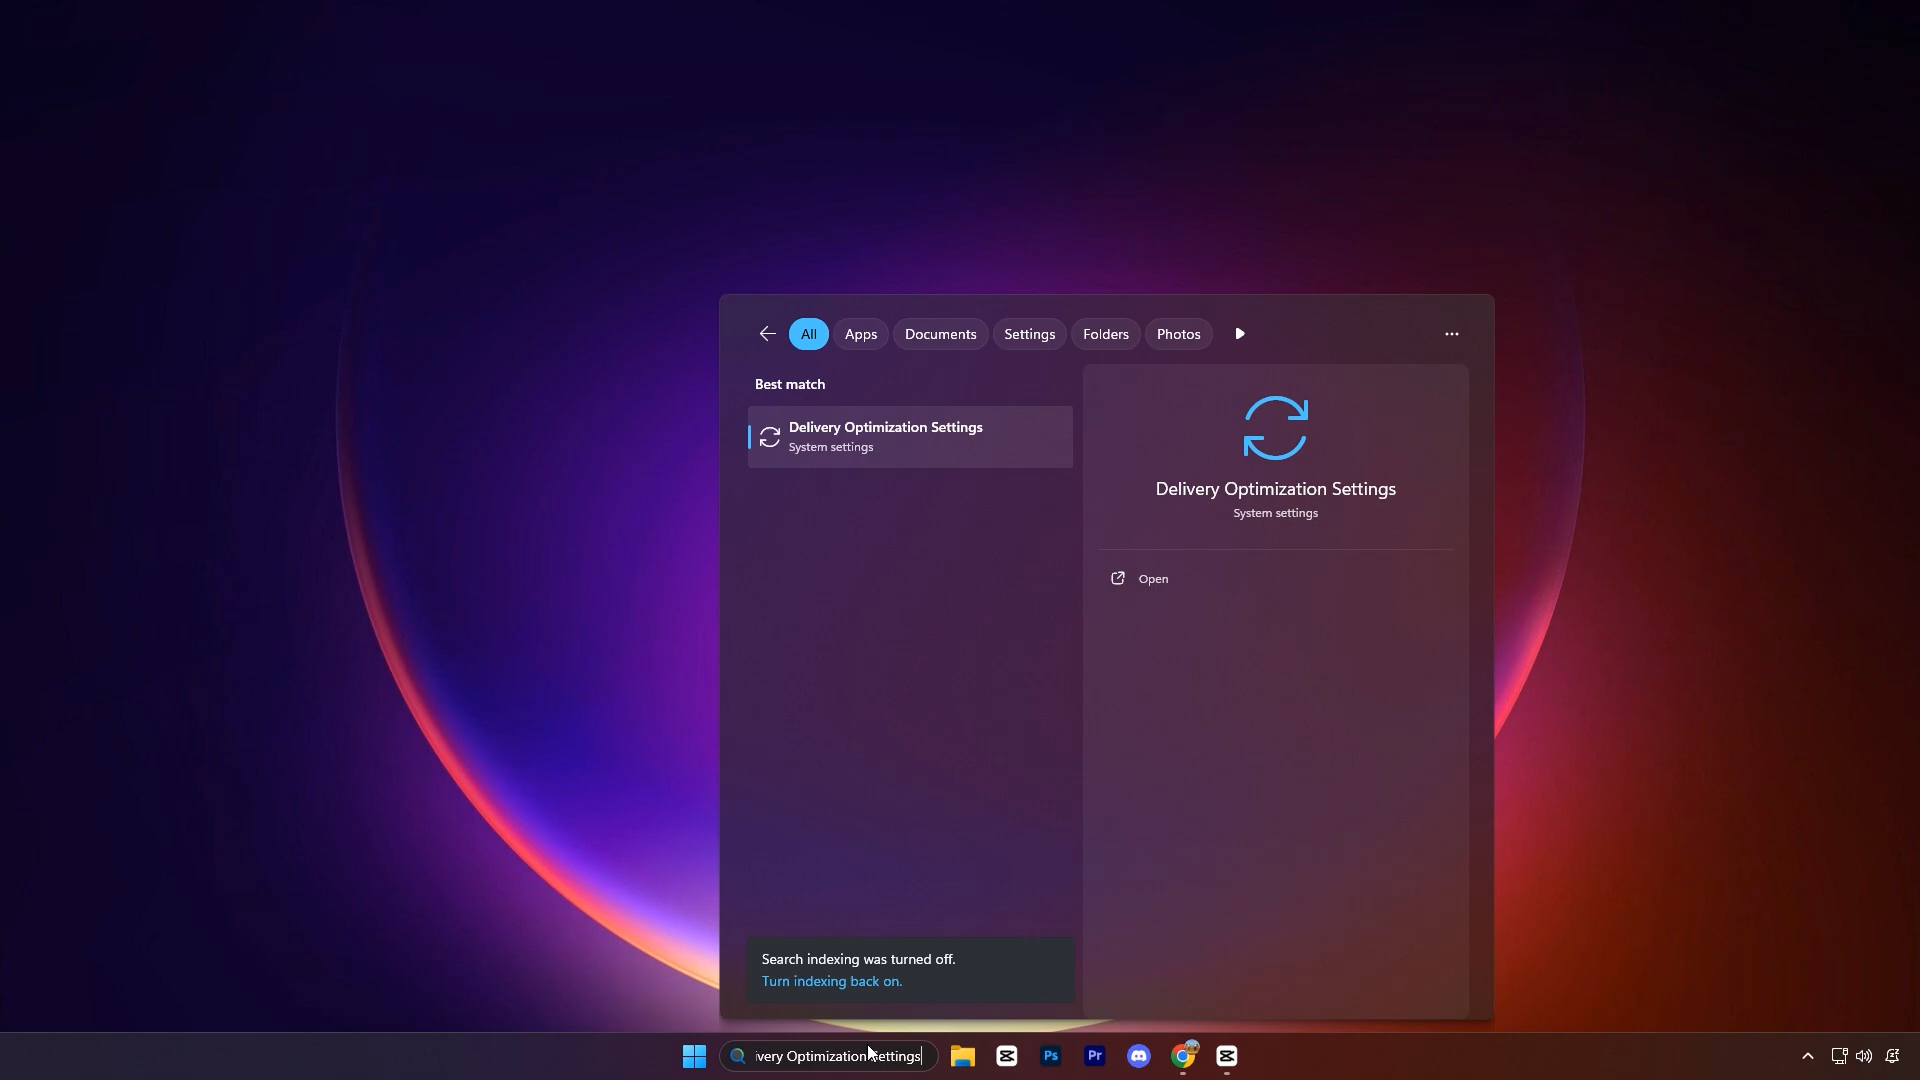 All Apps Documents Settings Folders Photos
Best match
Delivery Optimization Settings
System settings
Delivery Optimization Settings
System settings
Open
Search indexing was turned off.
Turn indexing back on.
ivery Optimization Settings
Ps
Pr